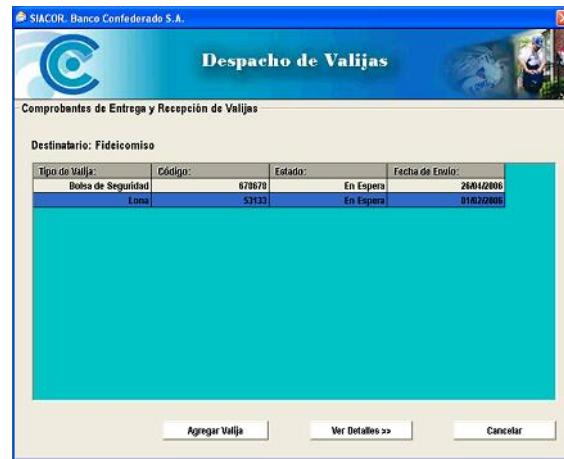 SIACOR. Banco Confederado S.A.
Despacho de Valijas
Comprobantes de Entrega y Recepción de Valijas
Destinatario: Fideicomiso
Tipo de Valija: Código: Estado: Fecha de Envío:
Bolsa de Seguridad 678678 En Espera 26/04/2006
Lona 53133 En Espera 01/02/2006
Agregar Valija Ver Detalles >> Cancelar